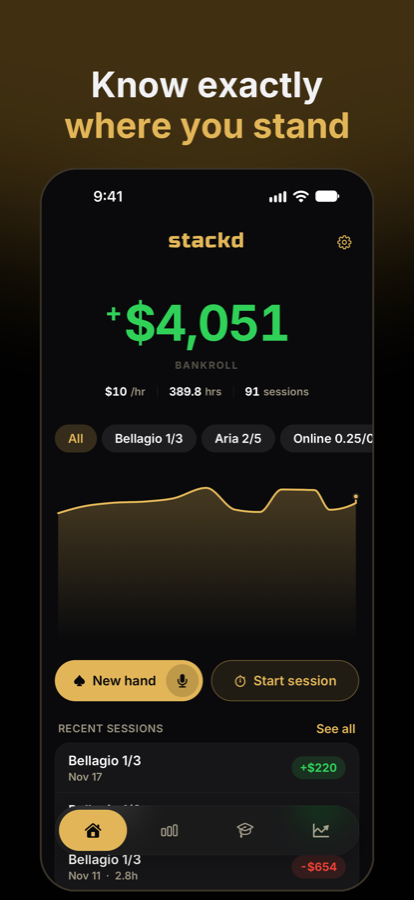 Know exactly
where you stand
9:41
stackd
+$4,051
BANKROLL
$10 /hr 389.8 hrs 91 sessions
All Bellagio 1/3 Aria 2/5 Online 0.25/0
New hand Start session
RECENT SESSIONS See all
Bellagio 1/3 +$220
Nov 17
Bellagio 1/3 -$654
Nov 11 · 2.8h